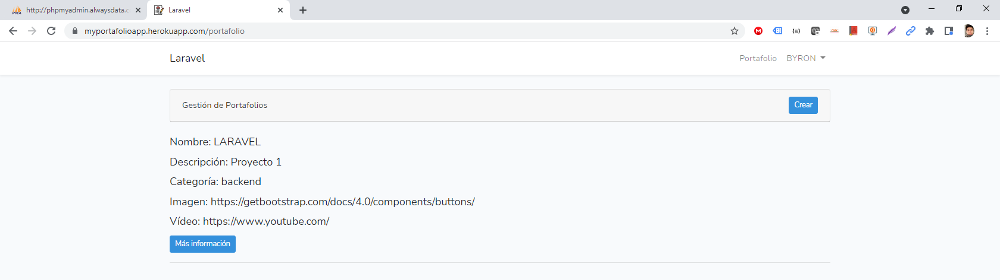 PMA http://phpmyadmin.alwaysdata.c
Laravel
myportafolioapp.herokuapp.com/portafolio
Laravel
Portafolio BYRON
Gestión de Portafolios
Crear
Nombre: LARAVEL
Descripción: Proyecto 1
Categoría: backend
Imagen: https://getbootstrap.com/docs/4.0/components/buttons/
Vídeo: https://www.youtube.com/
Más información